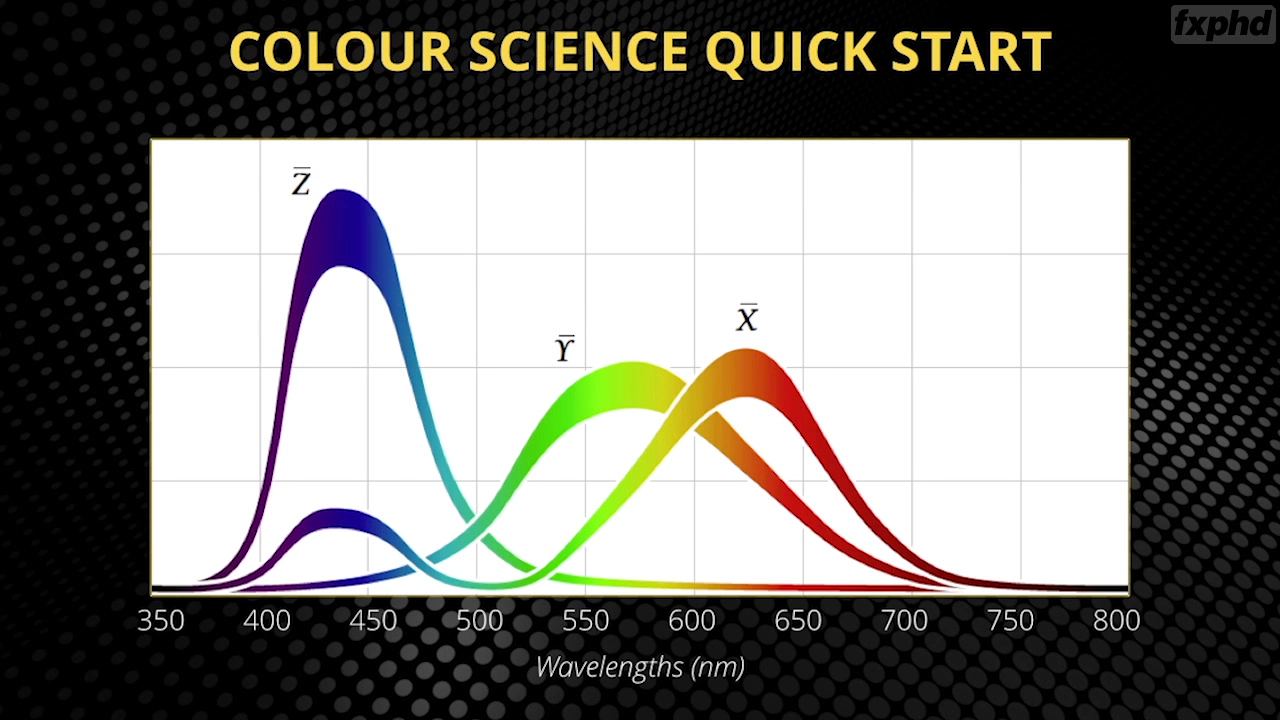 fxphd
COLOUR SCIENCE QUICK START
Z̅
Y̅
X̅
350 400 450 500 550 600 650 700 750 800
Wavelengths (nm)